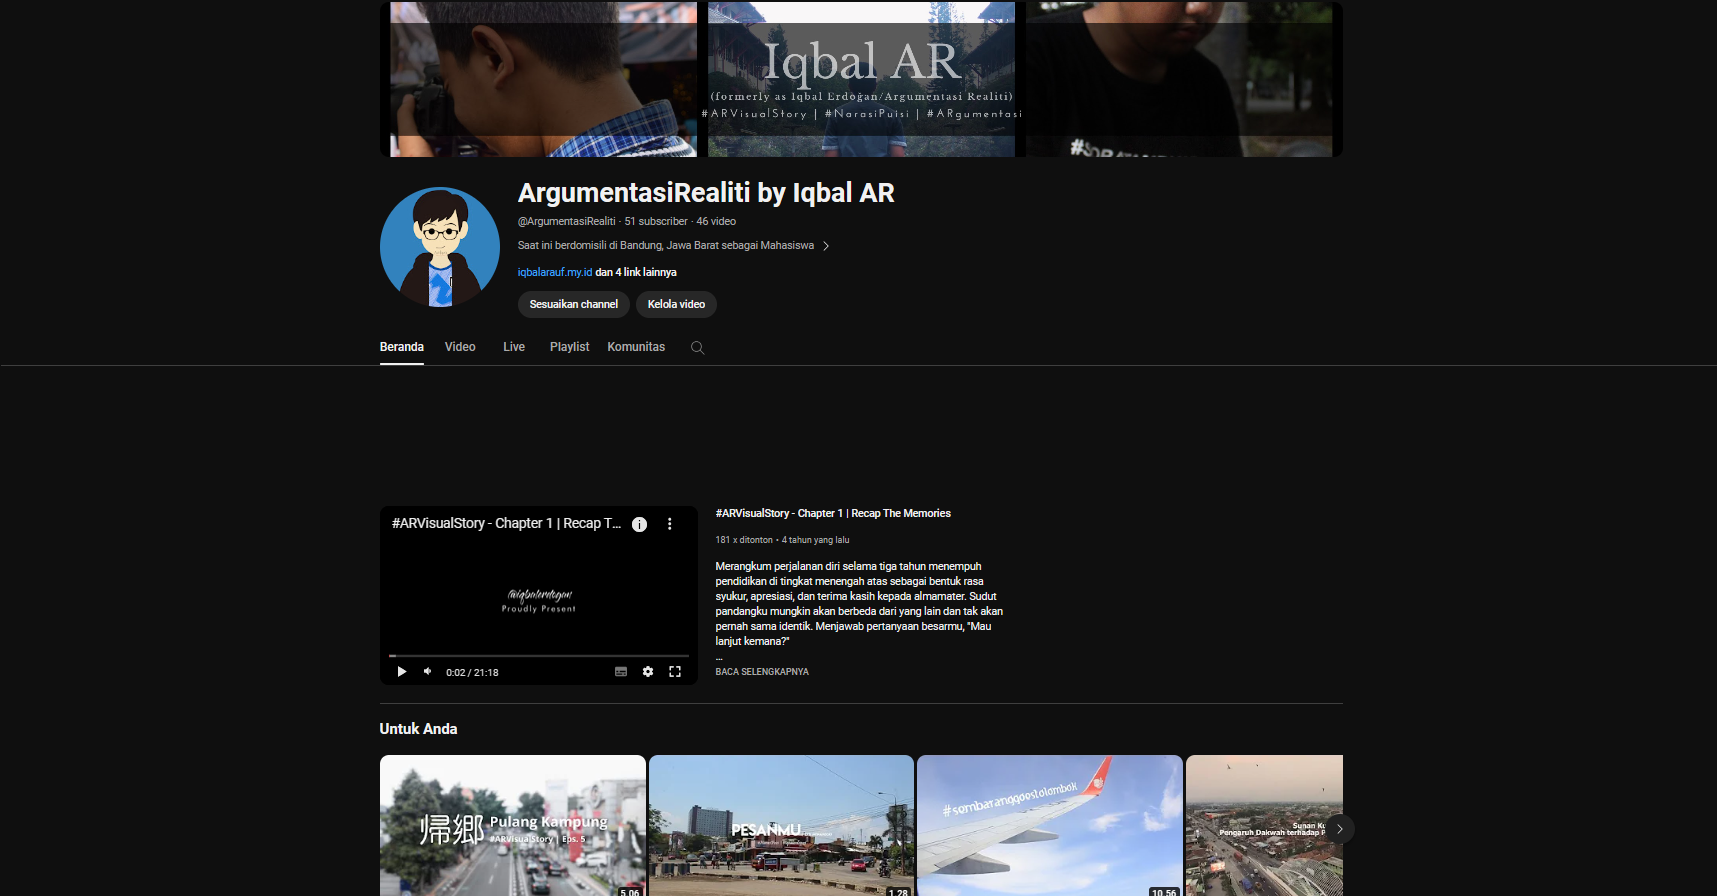 Iqbal AR
(formerly as Iqbal Erdoğan/Argumentasi Realiti)
#ARVisualStory | #NarasiPuisi | #ARgumentasi
ArgumentasiRealiti by Iqbal AR
@ArgumentasiRealiti · 51 subscriber · 46 video
Saat ini berdomisili di Bandung, Jawa Barat sebagai Mahasiswa
iqbalarauf.my.id dan 4 link lainnya
Sesuaikan channel
Kelola video
Beranda
Video
Live
Playlist
Komunitas
#ARVisualStory - Chapter 1 | Recap T...
@iqbalerdogan
Proudly Present
0:02 / 21:18
#ARVisualStory - Chapter 1 | Recap The Memories
181 x ditonton • 4 tahun yang lalu
Merangkum perjalanan diri selama tiga tahun menempuh
pendidikan di tingkat menengah atas sebagai bentuk rasa
syukur, apresiasi, dan terima kasih kepada almamater. Sudut
pandangku mungkin akan berbeda dari yang lain dan tak akan
pernah sama identik. Menjawab pertanyaan besarmu, "Mau
lanjut kemana?"
...
BACA SELENGKAPNYA
Untuk Anda
帰郷 Pulang Kampung
#ARVisualStory | Eps. 5
5.06
PESANMU
1.28
#sembaranggoestolombok
10.56
Sunan Ku
Pengaruh Dakwah terhadap P